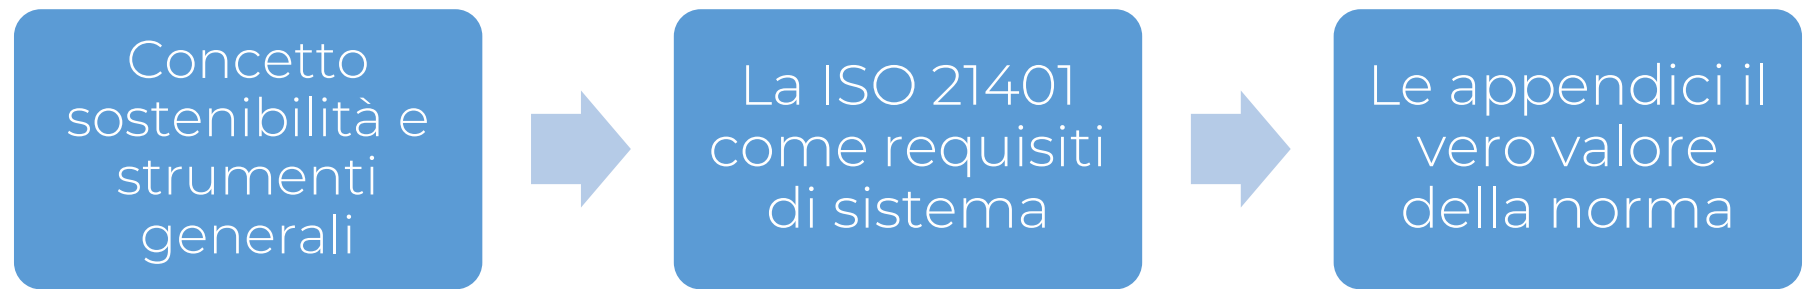 Concetto
sostenibilità e
strumenti
generali
La ISO 21401
come requisiti
di sistema
Le appendici il
vero valore
della norma